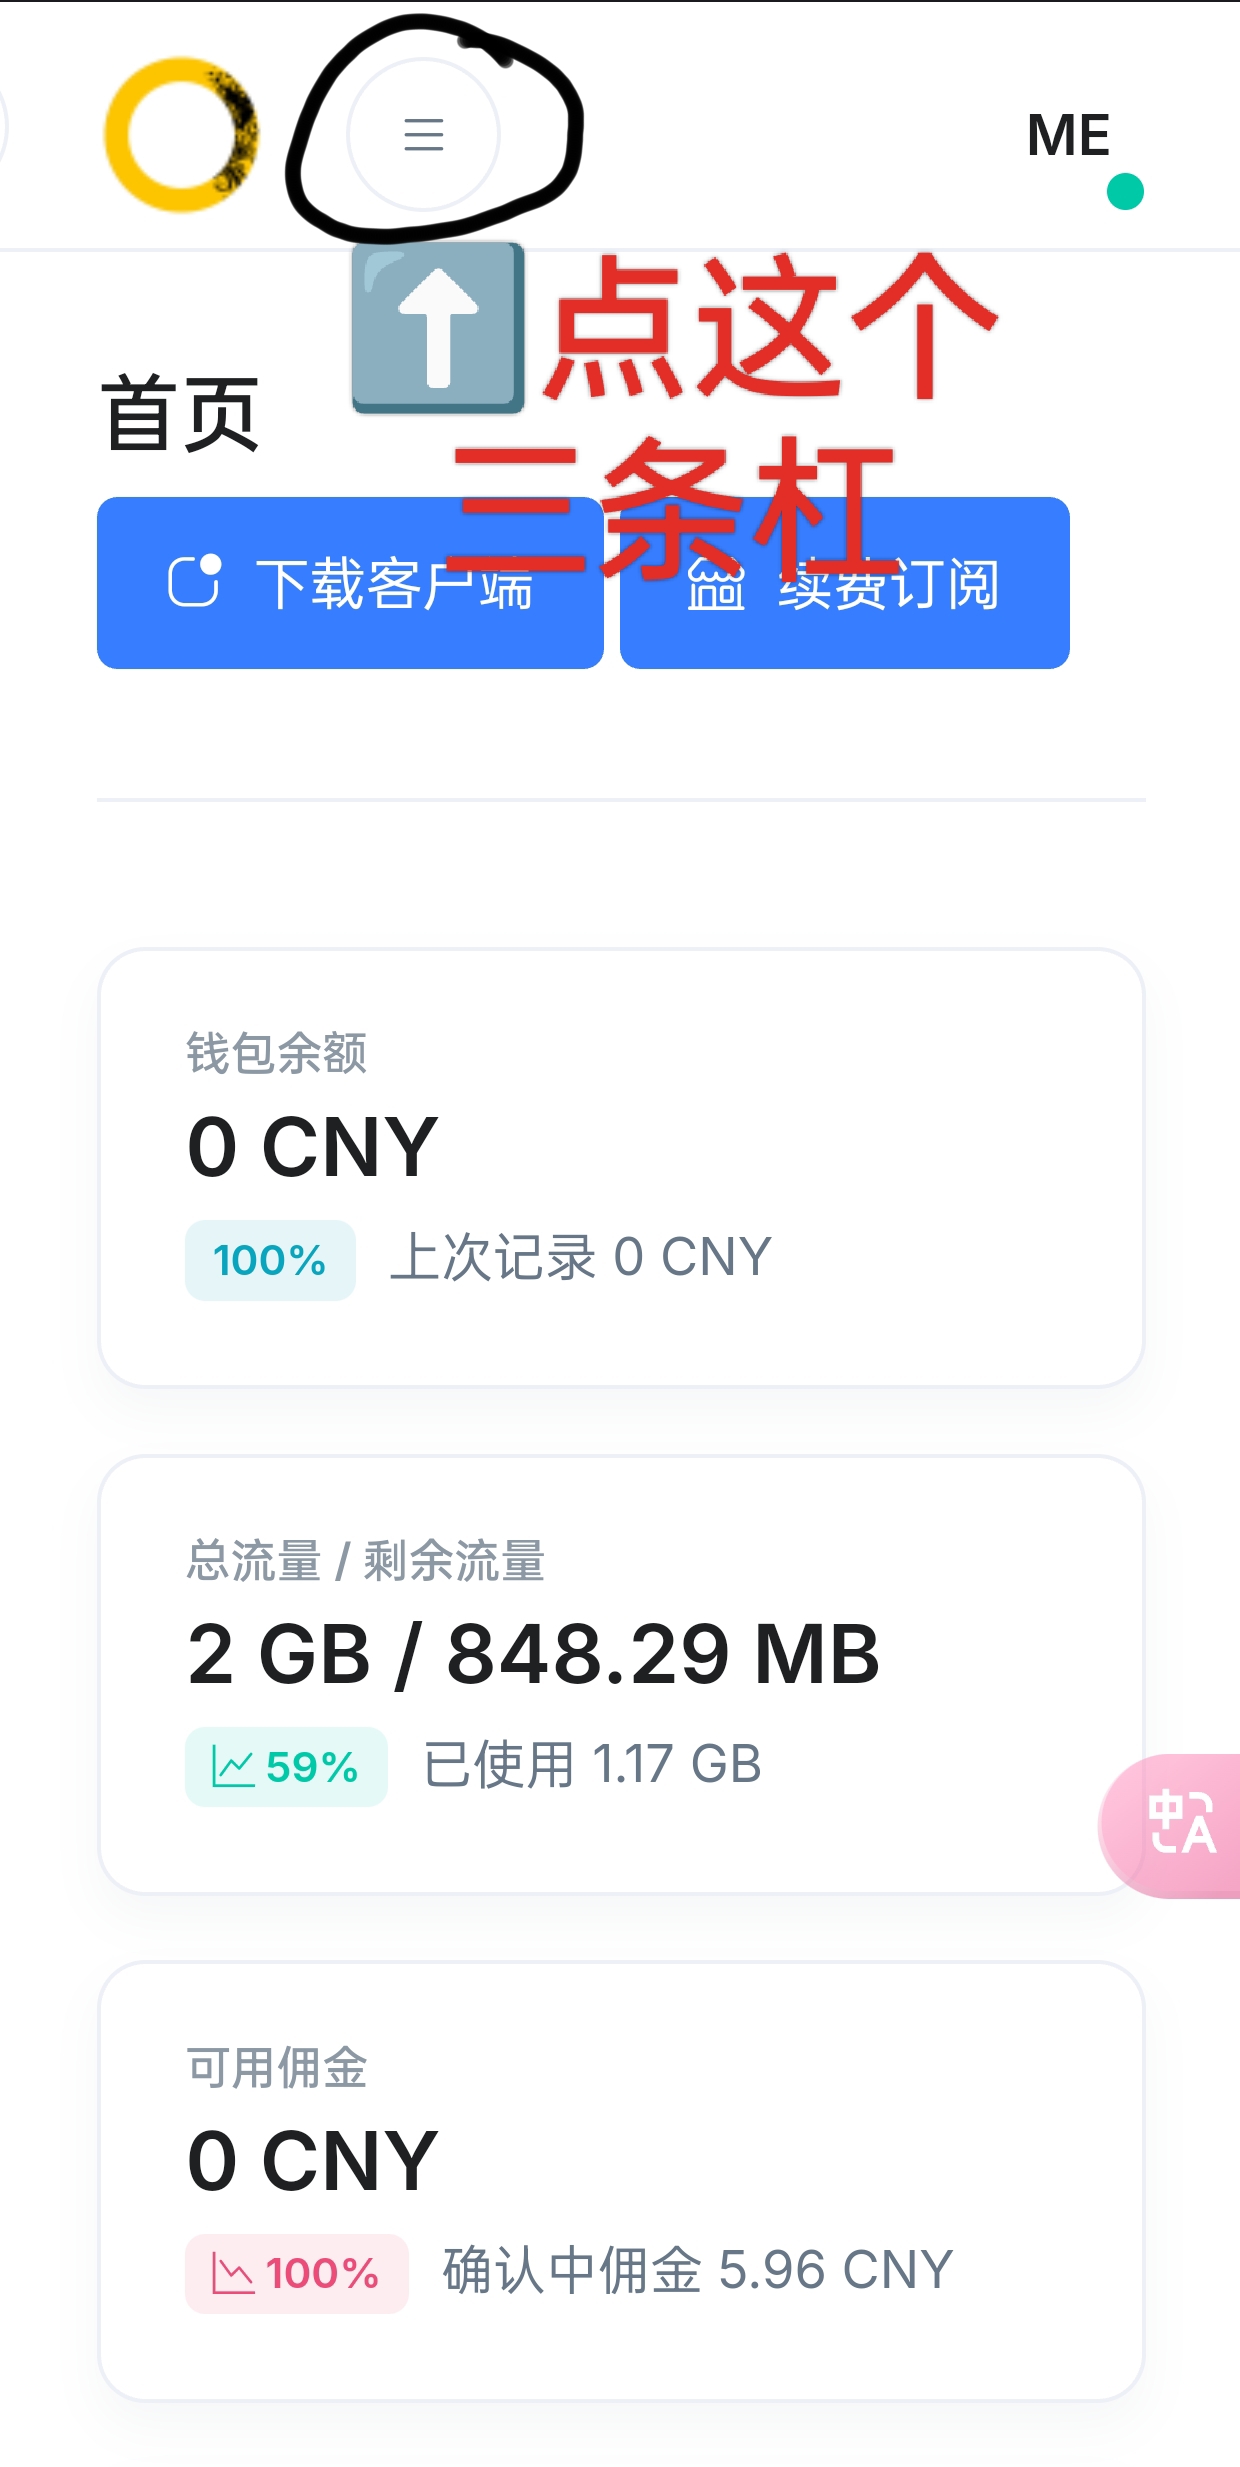 ME
点这个
首页
三条杠
下载客户端
续费订阅
钱包余额
0 CNY
100% 上次记录 0 CNY
总流量 / 剩余流量
2 GB / 848.29 MB
59% 已使用 1.17 GB
中A
可用佣金
0 CNY
100% 确认中佣金 5.96 CNY